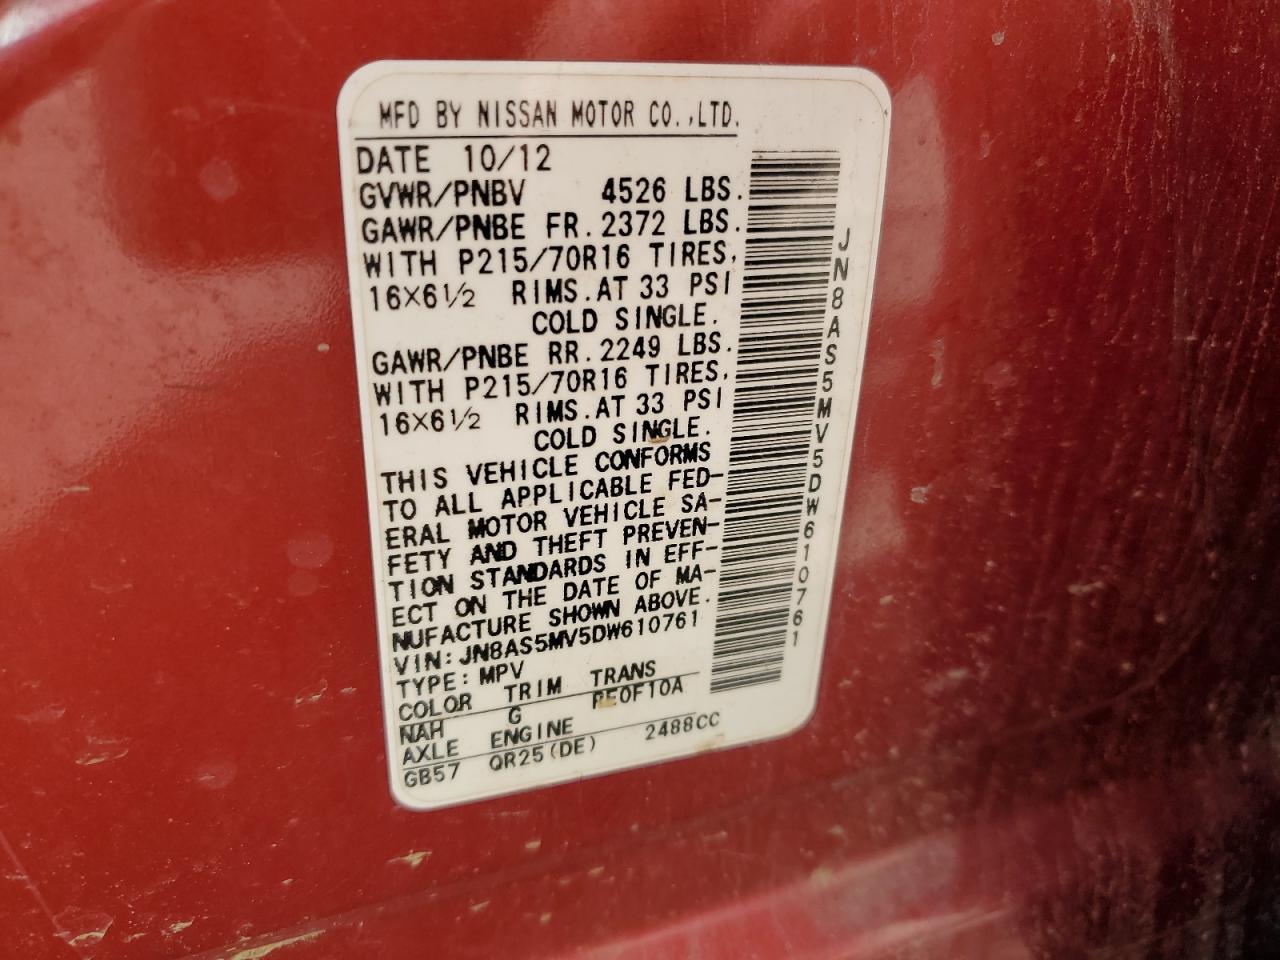 MFD BY NISSAN MOTOR CO.,LTD.
DATE 10/12
GVWR/PNBV 4526 LBS.
GAWR/PNBE FR. 2372 LBS.
WITH P215/70R16 TIRES,
16×6½ RIMS. AT 33 PSI
COLD SINGLE.
GAWR/PNBE RR. 2249 LBS.
WITH P215/70R16 TIRES,
16×6½ RIMS. AT 33 PSI
COLD SINGLE.
THIS VEHICLE CONFORMS
TO ALL APPLICABLE FED-
ERAL MOTOR VEHICLE SA-
FETY AND THEFT PREVEN-
TION STANDARDS IN EFF-
ECT ON THE DATE OF MA-
NUFACTURE SHOWN ABOVE.
VIN: JN8AS5MV5DW610761
TYPE: MPV
COLOR TRIM TRANS
NAH G RE0F10A
AXLE ENGINE
GB57 QR25(DE) 2488CC
JN8AS5MV5DW610761